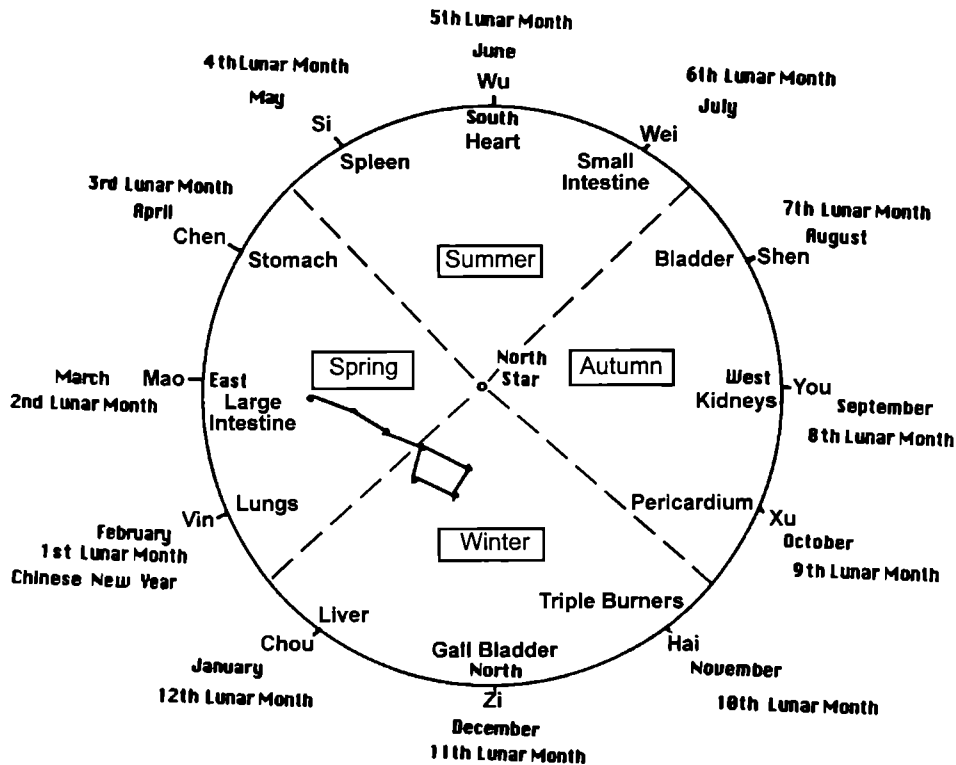 5th Lunar Month
June
Wu
South
Heart
4th Lunar Month
May
Si
Spleen
6th Lunar Month
July
Wei
Small
Intestine
3rd Lunar Month
April
Chen
Stomach
Summer
7th Lunar Month
August
Bladder
Shen
Spring
North
Star
Autumn
March
2nd Lunar Month
Mao
East
Large
Intestine
West
Kidneys
You
September
8th Lunar Month
Lungs
Vin
February
1st Lunar Month
Chinese New Year
Pericardium
Xu
October
9th Lunar Month
Winter
Liver
Chou
January
12th Lunar Month
Triple Burners
Hai
November
10th Lunar Month
Gall Bladder
North
Zi
December
11th Lunar Month